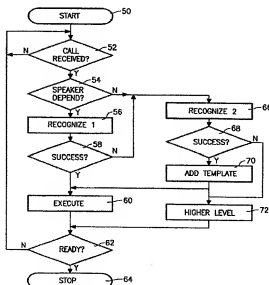 START 50
CALL RECEIVED? 52
N
Y
54
SPEAKER DEPEND? N
Y
56
RECOGNIZE 1
RECOGNIZE 2 66
58
68
SUCCESS? N
SUCCESS? N
Y
Y
70
ADD TEMPLATE
EXECUTE 60
HIGHER LEVEL 72
N READY? 62
Y
STOP 64